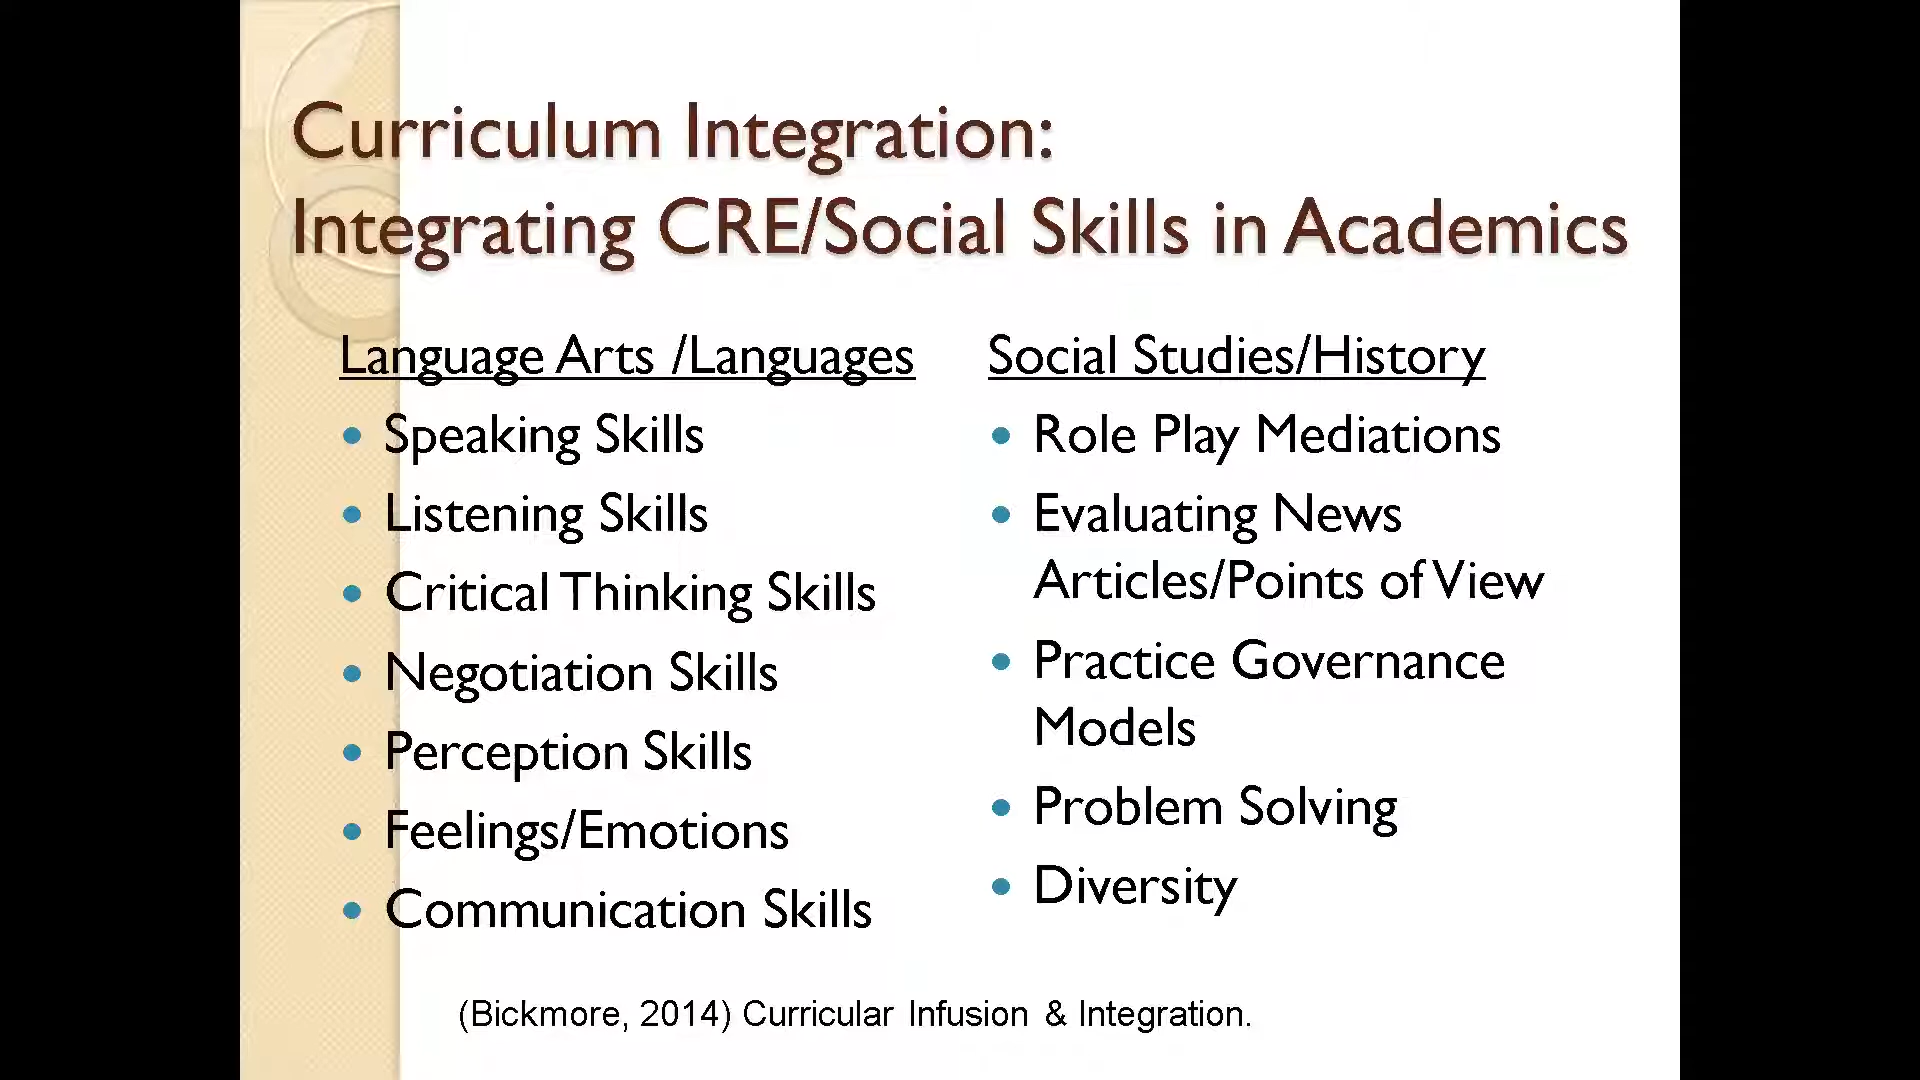 Curriculum Integration:
Integrating CRE/Social Skills in Academics
Language Arts /Languages
• Speaking Skills
• Listening Skills
• Critical Thinking Skills
• Negotiation Skills
• Perception Skills
• Feelings/Emotions
• Communication Skills
Social Studies/History
• Role Play Mediations
• Evaluating News
Articles/Points of View
• Practice Governance
Models
• Problem Solving
• Diversity
(Bickmore, 2014) Curricular Infusion & Integration.